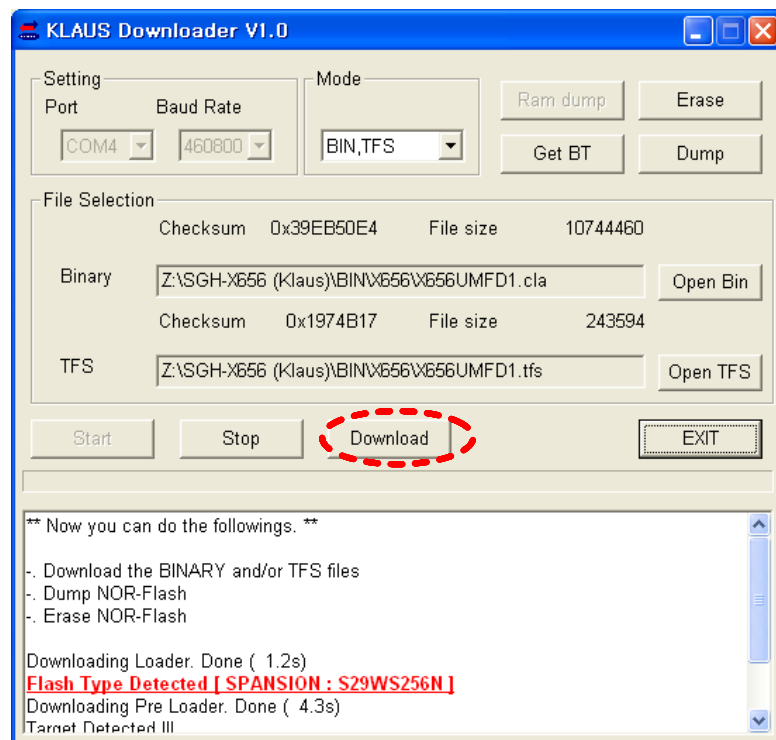 KLAUS Downloader V1.0
Setting
Mode
Port Baud Rate
Ram dump Erase
COM4 460800 BIN,TFS
Get BT Dump
File Selection
Checksum 0x39EB50E4 File size 10744460
Binary Z:\SGH-X656 (Klaus)\BIN\X656\X656UMFD1.cla Open Bin
Checksum 0x1974B17 File size 243594
TFS Z:\SGH-X656 (Klaus)\BIN\X656\X656UMFD1.tfs Open TFS
Start Stop Download EXIT
** Now you can do the followings. **
-. Download the BINARY and/or TFS files
-. Dump NOR-Flash
-. Erase NOR-Flash
Downloading Loader. Done ( 1.2s)
Flash Type Detected [ SPANSION : S29WS256N ]
Downloading Pre Loader. Done ( 4.3s)
Target Detected !!!